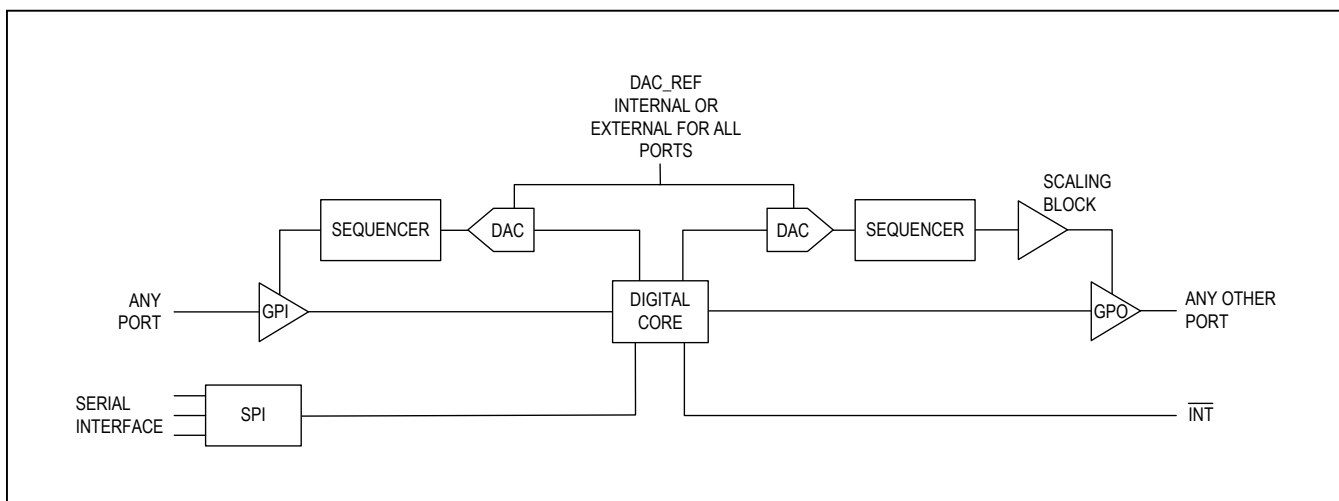 DAC_REF
INTERNAL OR
EXTERNAL FOR ALL
PORTS
SCALING
BLOCK
SEQUENCER
DAC
DAC
SEQUENCER
ANY
PORT
GPI
DIGITAL
CORE
GPO
ANY OTHER
PORT
SERIAL
INTERFACE
SPI
INT